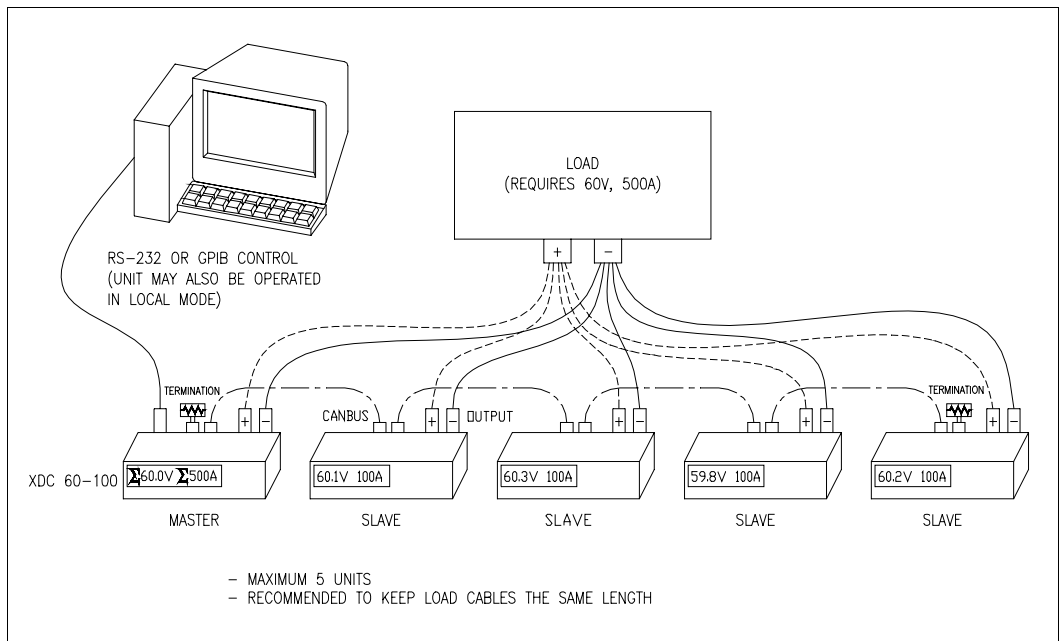 LOAD
(REQUIRES 60V, 500A)
+
-
RS-232 OR GPIB CONTROL
(UNIT MAY ALSO BE OPERATED
IN LOCAL MODE)
TERMINATION
TERMINATION
CANBUS
OUTPUT
+ -
+ -
+ -
+ -
+ -
XDC 60-100
Σ60.0V Σ500A
60.1V 100A
60.3V 100A
59.8V 100A
60.2V 100A
MASTER
SLAVE
SLAVE
SLAVE
SLAVE
- MAXIMUM 5 UNITS
- RECOMMENDED TO KEEP LOAD CABLES THE SAME LENGTH